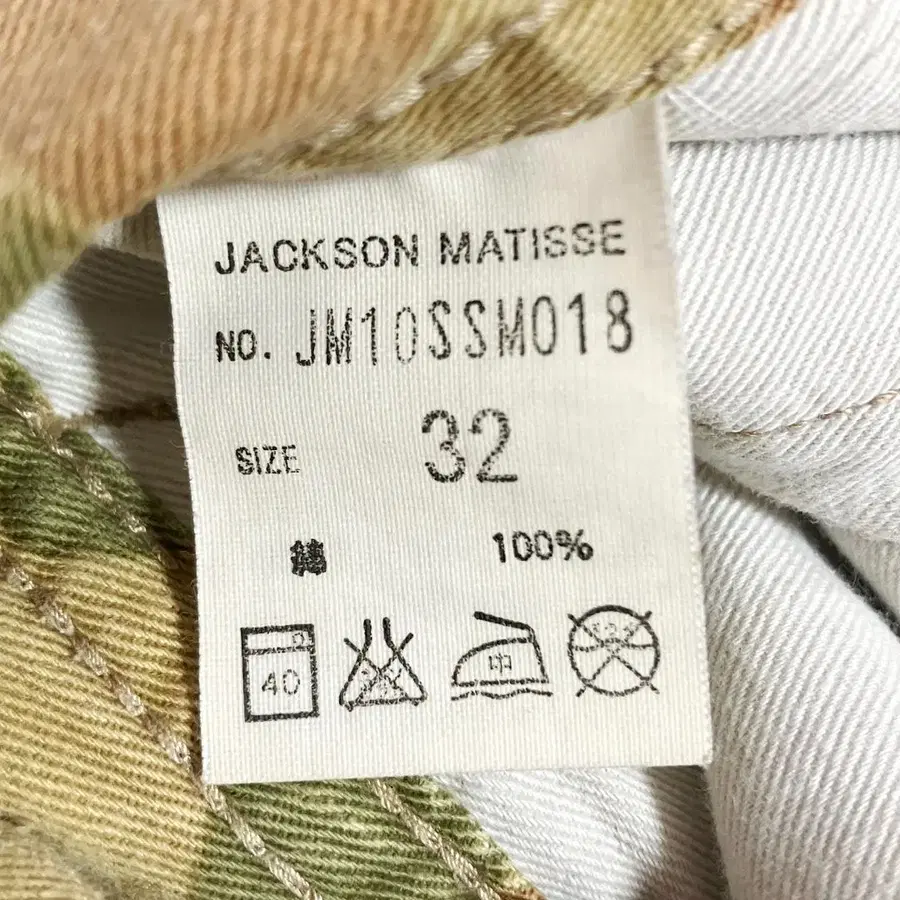 JACKSON MATISSE
NO. JM10SSM018
SIZE 32
綿 100%
40
中